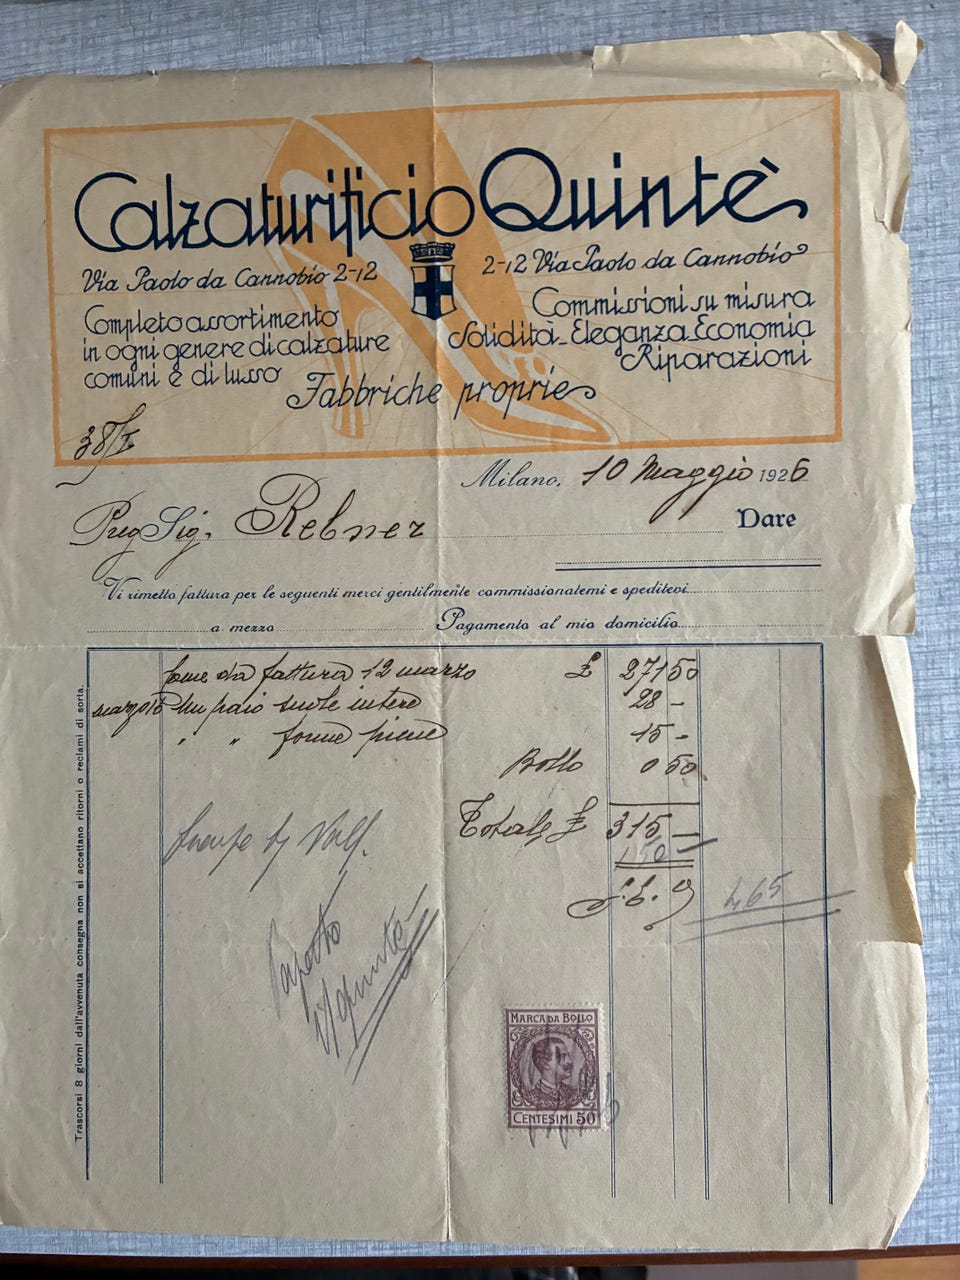 Calzaturificio Quintè
Via Paolo da Cannobio 2-12
2-12 Via Paolo da Cannobio
Completo assortimento
in ogni genere di calzature
comuni e di lusso
Commissioni su misura
Solidità-Eleganza-Economia
Riparazioni
Fabbriche proprie
Milano, 10 Maggio 1926
Preg Sig. Rebner
Dare
Vi rimetto fattura per le seguenti merci gentilmente commissionatemi e speditevi
a mezzo
Pagamento al mio domicilio
Trascorsi 8 giorni dall'avvenuta consegna non si accettano ritorni o reclami di sorta.
come da fattura 12 marzo £ 271 50
marzo 15 Un paio suole intere 28 -
" " forme piene 15 -
Bollo 0 50
Totale £ 315 -
150
S.E.O
465
MARCA DA BOLLO
CENTESIMI 50